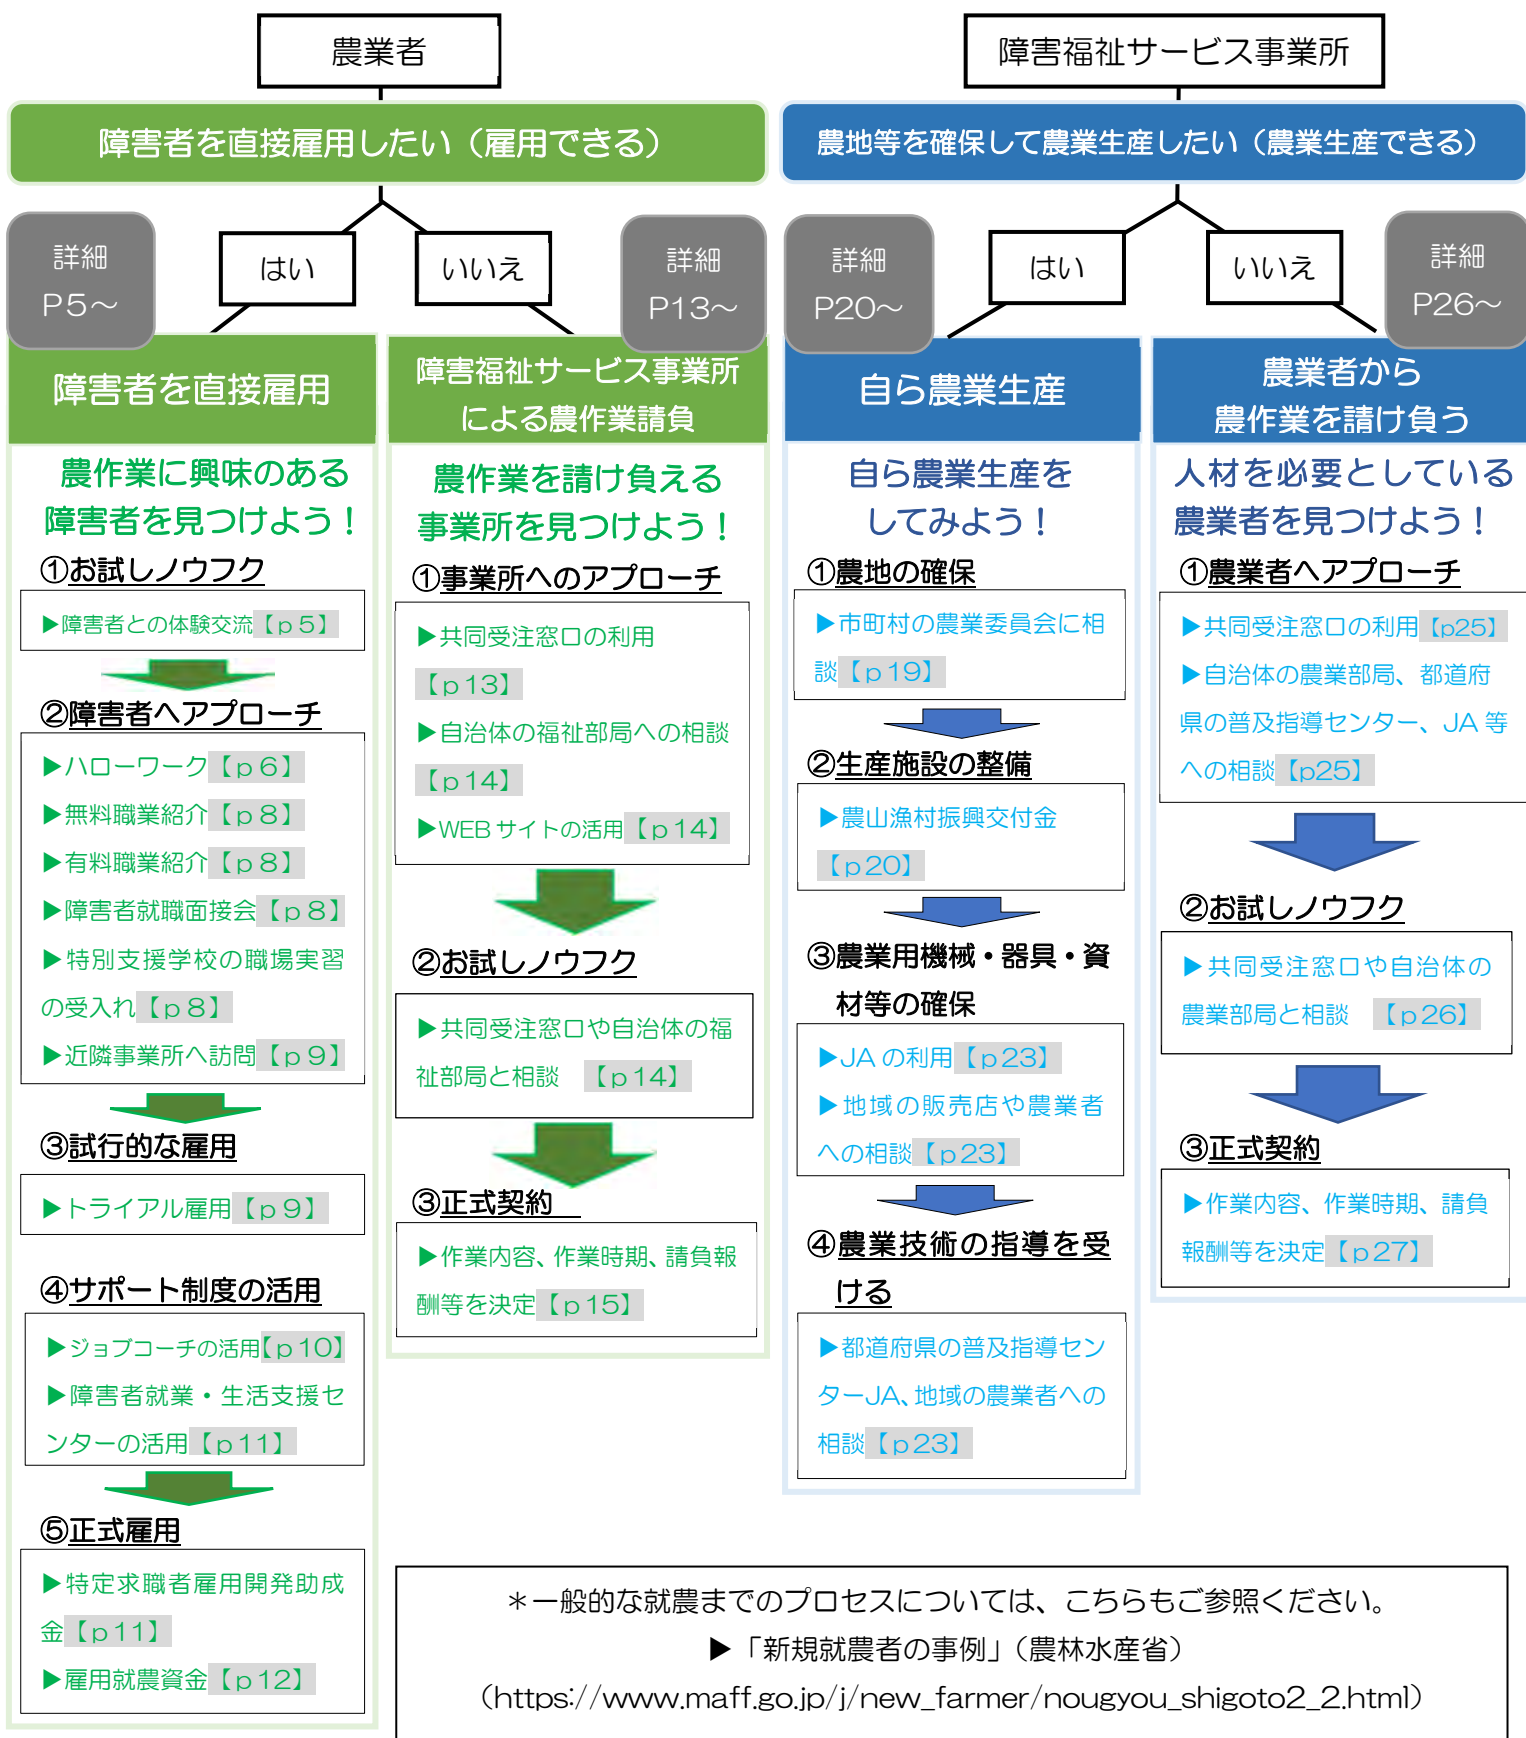 農業者
障害者を直接雇用したい（雇用できる）
はい
いいえ
詳細
P5～
詳細
P13～
障害者を直接雇用
農作業に興味のある
障害者を見つけよう！
①お試しノウフク
▶障害者との体験交流【p5】
②障害者へアプローチ
▶ハローワーク【p6】
▶無料職業紹介【p8】
▶有料職業紹介【p8】
▶障害者就職面接会【p8】
▶特別支援学校の職場実習
の受入れ【p8】
▶近隣事業所へ訪問【p9】
③試行的な雇用
▶トライアル雇用【p9】
④サポート制度の活用
▶ジョブコーチの活用【p10】
▶障害者就業・生活支援セ
ンターの活用【p11】
⑤正式雇用
▶特定求職者雇用開発助成
金【p11】
▶雇用就農資金【p12】
障害福祉サービス事業所
による農作業請負
農作業を請け負える
事業所を見つけよう！
①事業所へのアプローチ
▶共同受注窓口の利用
【p13】
▶自治体の福祉部局への相談
【p14】
▶WEBサイトの活用【p14】
②お試しノウフク
▶共同受注窓口や自治体の福
祉部局と相談　【p14】
③正式契約
▶作業内容、作業時期、請負報
酬等を決定【p15】
障害福祉サービス事業所
農地等を確保して農業生産したい（農業生産できる）
はい
いいえ
詳細
P20～
詳細
P26～
自ら農業生産
自ら農業生産を
してみよう！
①農地の確保
▶市町村の農業委員会に相
談【p19】
②生産施設の整備
▶農山漁村振興交付金
【p20】
③農業用機械・器具・資
材等の確保
▶JAの利用【p23】
▶地域の販売店や農業者
への相談【p23】
④農業技術の指導を受
ける
▶都道府県の普及指導セン
ターJA、地域の農業者への
相談【p23】
農業者から
農作業を請け負う
人材を必要としている
農業者を見つけよう！
①農業者へアプローチ
▶共同受注窓口の利用【p25】
▶自治体の農業部局、都道府
県の普及指導センター、JA等
への相談【p25】
②お試しノウフク
▶共同受注窓口や自治体の
農業部局と相談　【p26】
③正式契約
▶作業内容、作業時期、請負
報酬等を決定【p27】
＊一般的な就農までのプロセスについては、こちらもご参照ください。
▶「新規就農者の事例」（農林水産省）
（https://www.maff.go.jp/j/new_farmer/nougyou_shigoto2_2.html）